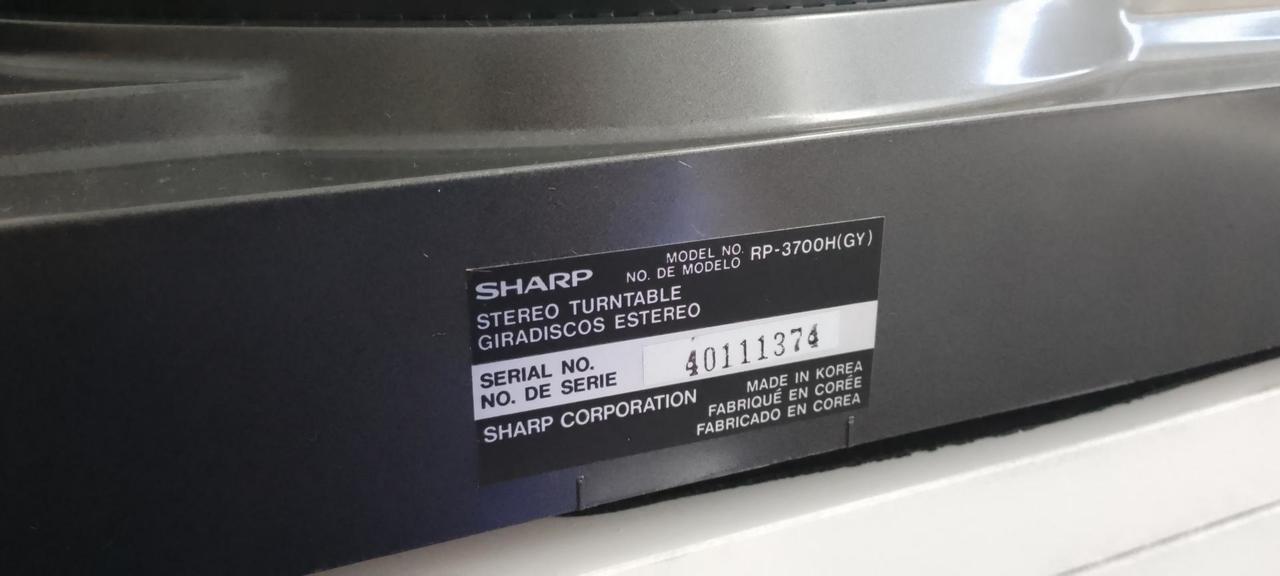 SHARP
MODEL NO.
NO. DE MODELO
RP-3700H(GY)
STEREO TURNTABLE
GIRADISCOS ESTEREO
SERIAL NO.
NO. DE SERIE
40111374
SHARP CORPORATION
MADE IN KOREA
FABRIQUÉ EN CORÉE
FABRICADO EN COREA